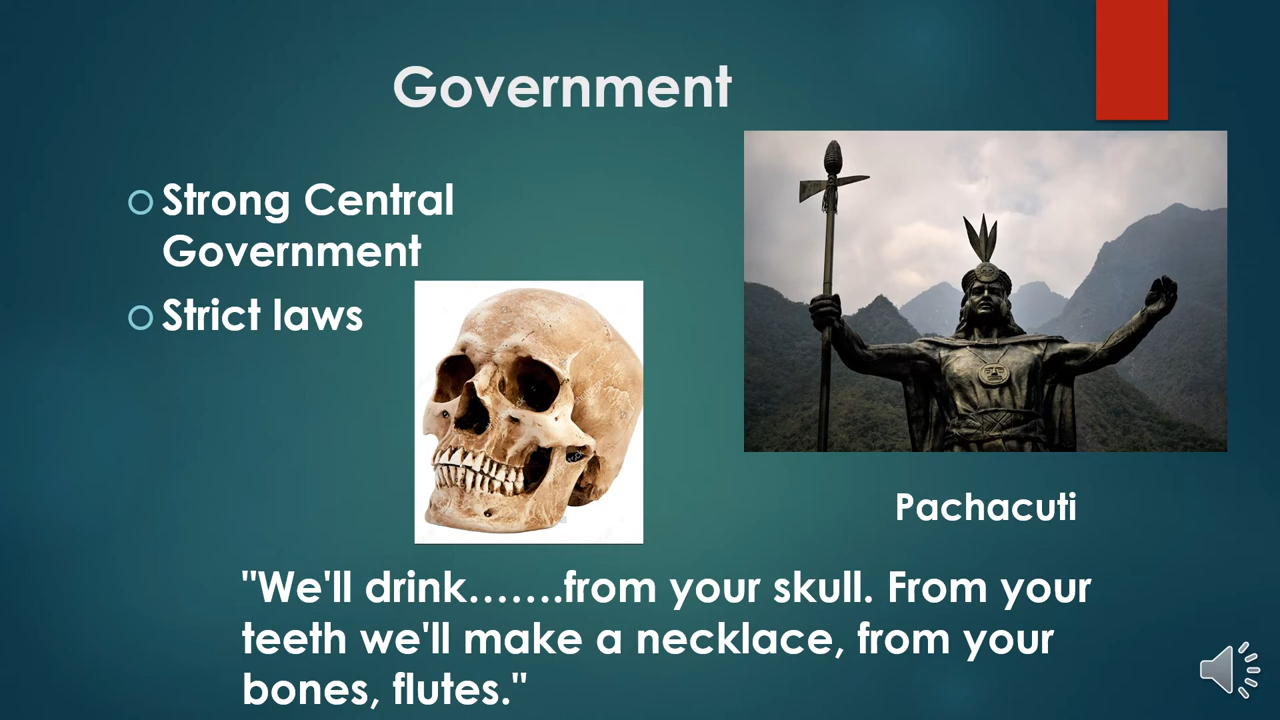 Government
Strong Central
Government
Strict laws
Pachacuti
"We'll drink…….from your skull. From your
teeth we'll make a necklace, from your
bones, flutes."